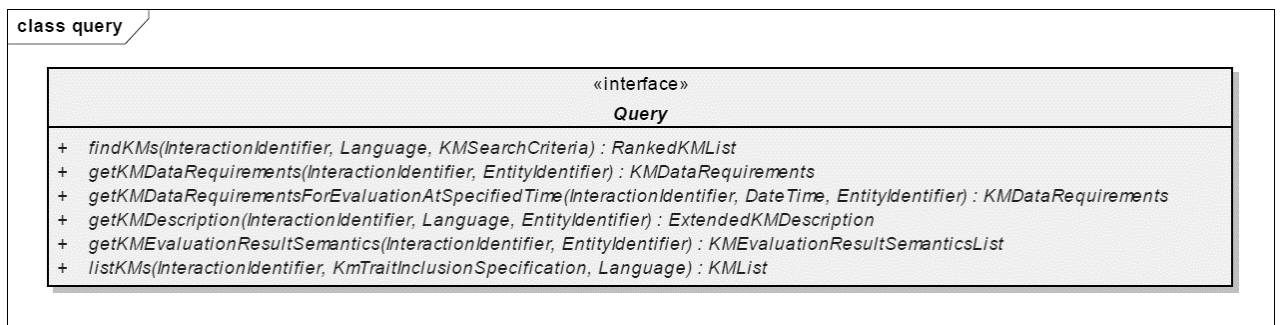 class query
«interface»
Query
+ findKMs(InteractionIdentifier, Language, KMSearchCriteria) : RankedKMList
+ getKMDataRequirements(InteractionIdentifier, EntityIdentifier) : KMDataRequirements
+ getKMDataRequirementsForEvaluationAtSpecifiedTime(InteractionIdentifier, DateTime, EntityIdentifier) : KMDataRequirements
+ getKMDescription(InteractionIdentifier, Language, EntityIdentifier) : ExtendedKMDescription
+ getKMEvaluationResultSemantics(InteractionIdentifier, EntityIdentifier) : KMEvaluationResultSemanticsList
+ listKMs(InteractionIdentifier, KmTraitInclusionSpecification, Language) : KMList